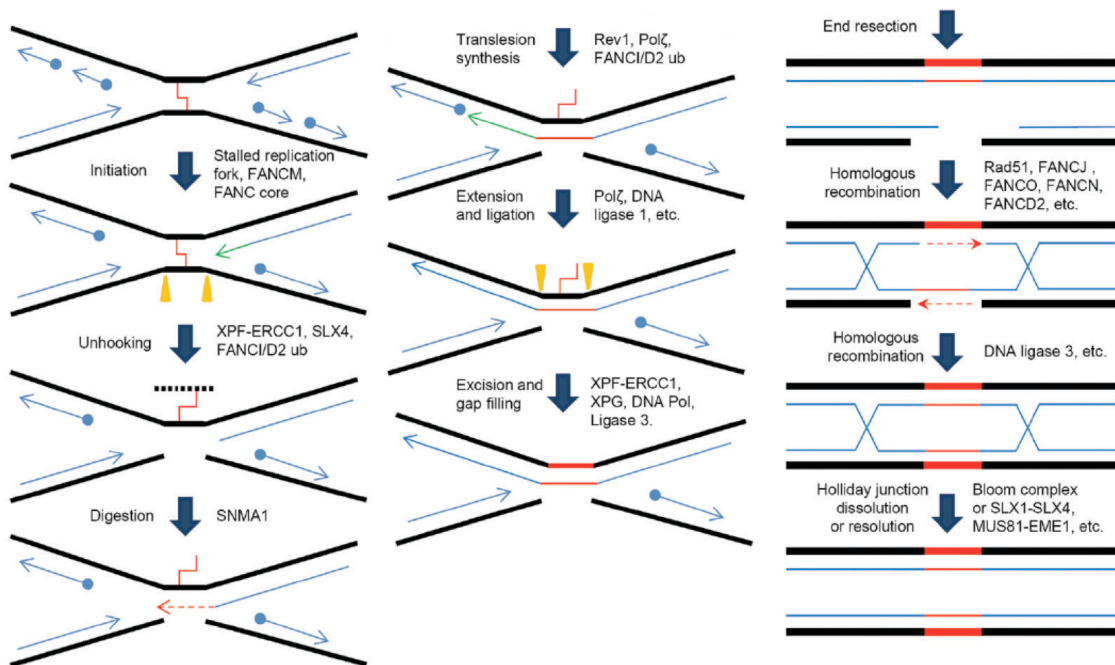 Initiation
Stalled replication
fork, FANCM,
FANC core
Unhooking
XPF-ERCC1, SLX4,
FANCI/D2 ub
Digestion
SNMA1
Translesion
synthesis
Rev1, Polζ,
FANCI/D2 ub
Extension
and ligation
Polζ, DNA
ligase 1, etc.
Excision and
gap filling
XPF-ERCC1,
XPG, DNA Pol,
Ligase 3.
End resection
Homologous
recombination
Rad51, FANCJ ,
FANCO, FANCN,
FANCD2, etc.
Homologous
recombination
DNA ligase 3, etc.
Holliday junction
dissolution
or resolution
Bloom complex
or SLX1-SLX4,
MUS81-EME1, etc.